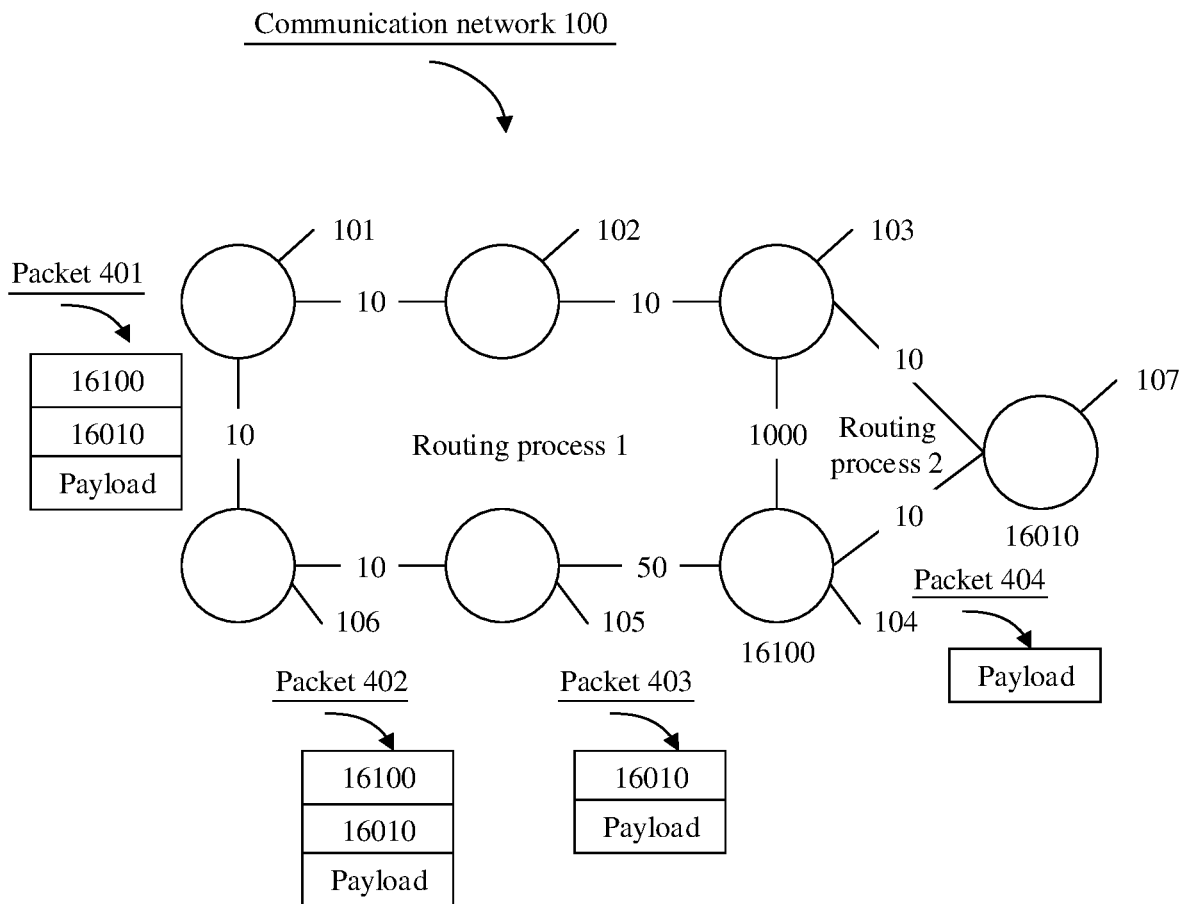 Communication network 100
101
102
103
Packet 401
10
10
10
107
16100
16010
Payload
10
Routing process 1
1000
Routing
process 2
10
16010
10
50
Packet 404
106
105
104
16100
Payload
Packet 402
Packet 403
16100
16010
Payload
16010
Payload